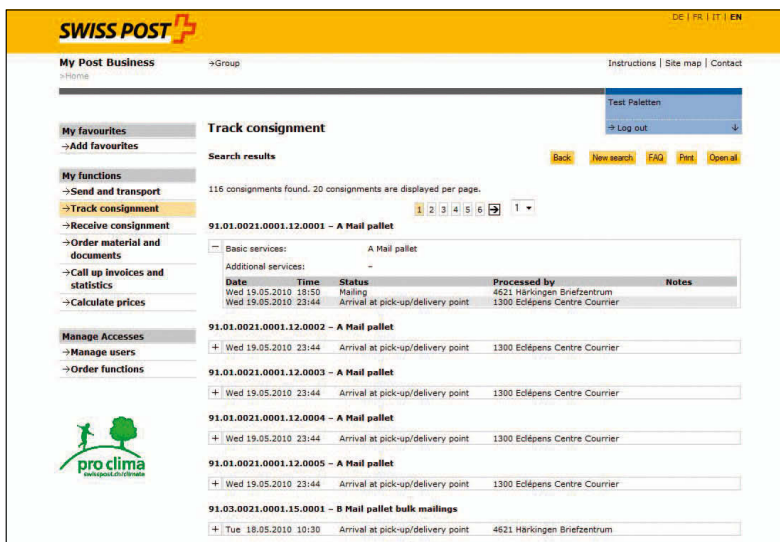 DE | FR | IT | EN
SWISS POST
My Post Business
>Home
→Group
Instructions | Site map | Contact
Test Paletten
→ Log out ↓
My favourites
→Add favourites
My functions
→Send and transport
→Track consignment
→Receive consignment
→Order material and
documents
→Call up invoices and
statistics
→Calculate prices
Manage Accesses
→Manage users
→Order functions
pro clima
swisspost.ch/climate
Track consignment
Search results
Back New search FAQ Print Open all
116 consignments found. 20 consignments are displayed per page.
1 2 3 4 5 6 → 1
91.01.0021.0001.12.0001 – A Mail pallet
− Basic services: A Mail pallet
Additional services: –
Date Time Status Processed by Notes
Wed 19.05.2010 18:50 Mailing 4621 Härkingen Briefzentrum
Wed 19.05.2010 23:44 Arrival at pick-up/delivery point 1300 Eclépens Centre Courrier
91.01.0021.0001.12.0002 – A Mail pallet
+ Wed 19.05.2010 23:44 Arrival at pick-up/delivery point 1300 Eclépens Centre Courrier
91.01.0021.0001.12.0003 – A Mail pallet
+ Wed 19.05.2010 23:44 Arrival at pick-up/delivery point 1300 Eclépens Centre Courrier
91.01.0021.0001.12.0004 – A Mail pallet
+ Wed 19.05.2010 23:44 Arrival at pick-up/delivery point 1300 Eclépens Centre Courrier
91.01.0021.0001.12.0005 – A Mail pallet
+ Wed 19.05.2010 23:44 Arrival at pick-up/delivery point 1300 Eclépens Centre Courrier
91.03.0021.0001.15.0001 – B Mail pallet bulk mailings
+ Tue 18.05.2010 10:30 Arrival at pick-up/delivery point 4621 Härkingen Briefzentrum